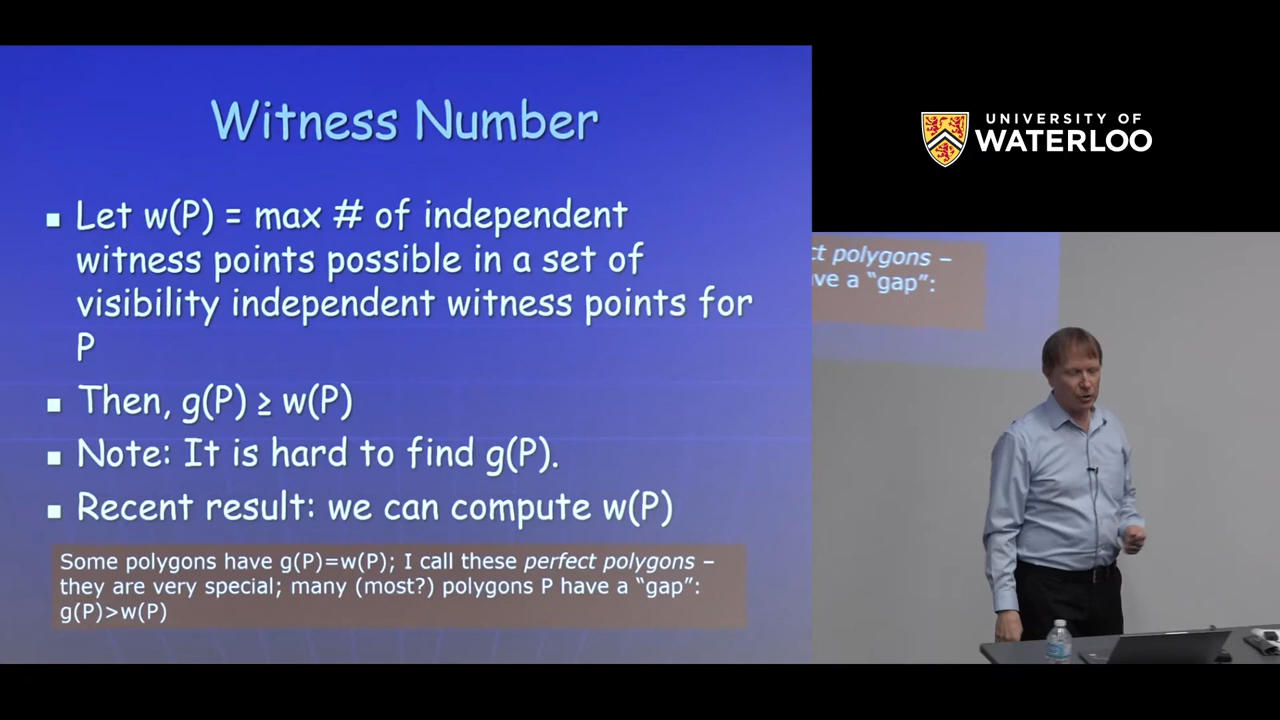 Witness Number
▪ Let w(P) = max # of independent
witness points possible in a set of
visibility independent witness points for
P
▪ Then, g(P) ≥ w(P)
▪ Note: It is hard to find g(P).
▪ Recent result: we can compute w(P)
Some polygons have g(P)=w(P); I call these perfect polygons –
they are very special; many (most?) polygons P have a “gap”:
g(P)>w(P)
UNIVERSITY OF
WATERLOO
ct polygons –
ve a “gap”: